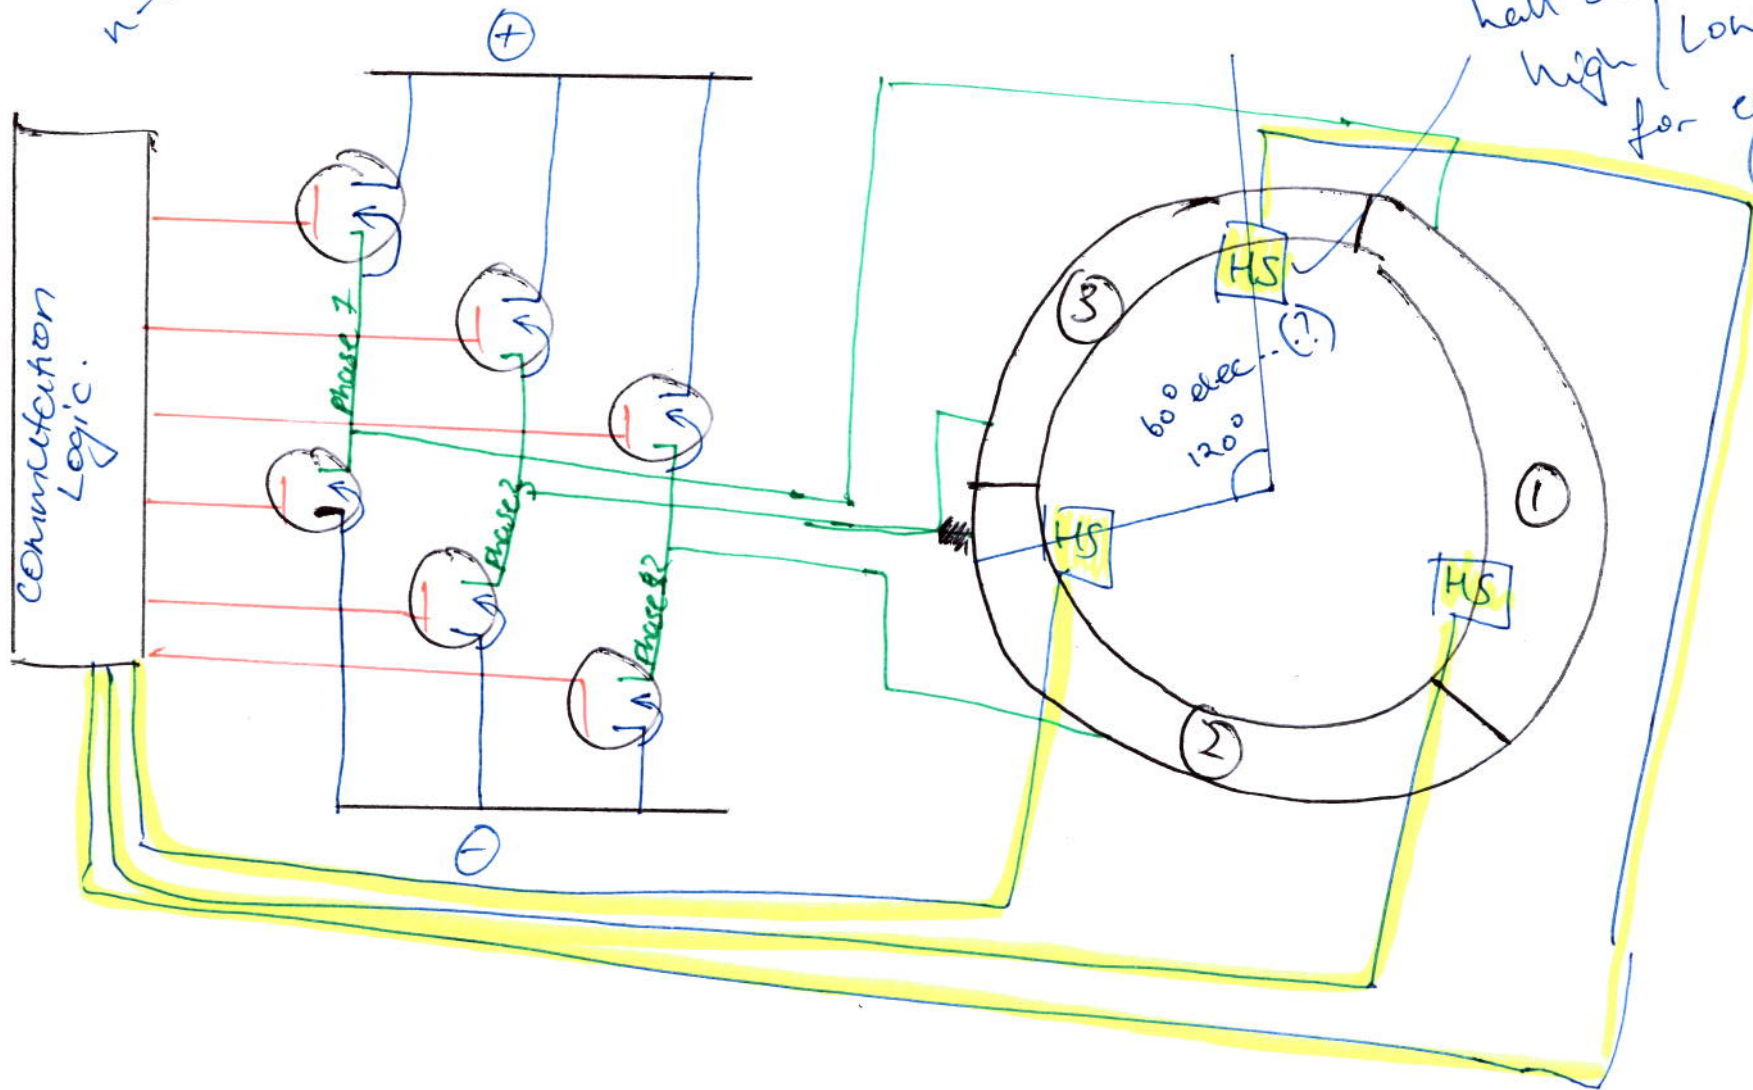 +
high / Low
for
Commutation
Logic.
Phase 1
Phase 3
Phase 2
HS
3
60° elec..(?)
120°
HS
1
HS
2
-